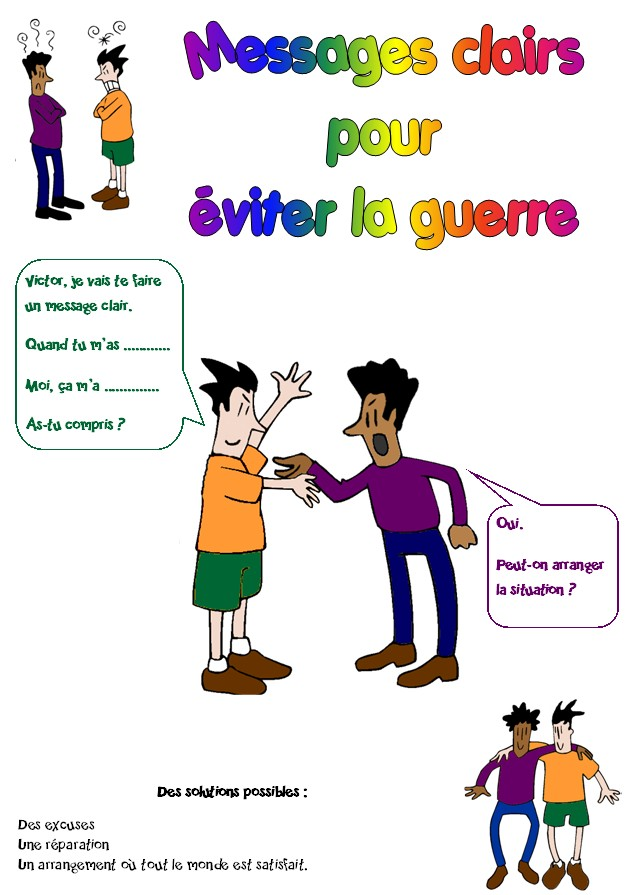 Messages clairs
pour
éviter la guerre
Victor, je vais te faire
un message clair.
Quand tu m'as ............
Moi, ça m'a ..............
As-tu compris ?
Oui.
Peut-on arranger
la situation ?
Des solutions possibles :
Des excuses
Une réparation
Un arrangement où tout le monde est satisfait.